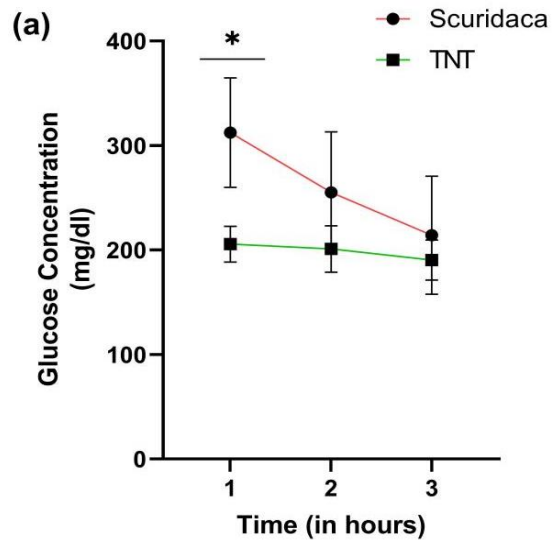 (a)
Scuridaca
TNT
*
400
300
200
100
0
Glucose Concentration
(mg/dl)
1 2 3
Time (in hours)